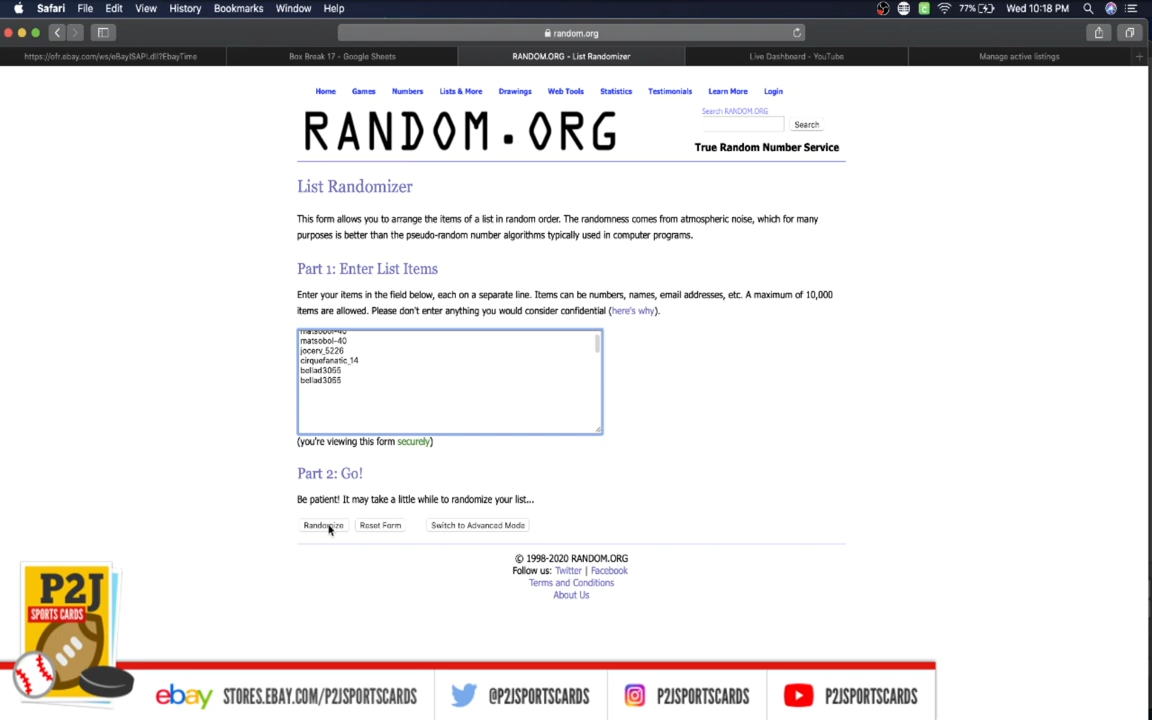 Safari File Edit View History Bookmarks Window Help 77% Wed 10:18 PM
random.org
https://ofr.ebay.com/ws/eBayISAPI.dll?EbayTime Box Break 17 - Google Sheets RANDOM.ORG - List Randomizer Live Dashboard - YouTube Manage active listings
Home Games Numbers Lists & More Drawings Web Tools Statistics Testimonials Learn More Login
RANDOM.ORG
Search RANDOM.ORG
Search
True Random Number Service
List Randomizer
This form allows you to arrange the items of a list in random order. The randomness comes from atmospheric noise, which for many
purposes is better than the pseudo-random number algorithms typically used in computer programs.
Part 1: Enter List Items
Enter your items in the field below, each on a separate line. Items can be numbers, names, email addresses, etc. A maximum of 10,000
items are allowed. Please don't enter anything you would consider confidential (here's why).
matsobol-40
matsobol-40
jocerv_5226
cirquefanatic_14
bellad3055
bellad3055
(you're viewing this form securely)
Part 2: Go!
Be patient! It may take a little while to randomize your list...
Randomize Reset Form Switch to Advanced Mode
© 1998-2020 RANDOM.ORG
Follow us: Twitter | Facebook
Terms and Conditions
About Us
P2J
SPORTS CARDS
ebay STORES.EBAY.COM/P2JSPORTSCARDS @P2JSPORTSCARDS P2JSPORTSCARDS P2JSPORTSCARDS